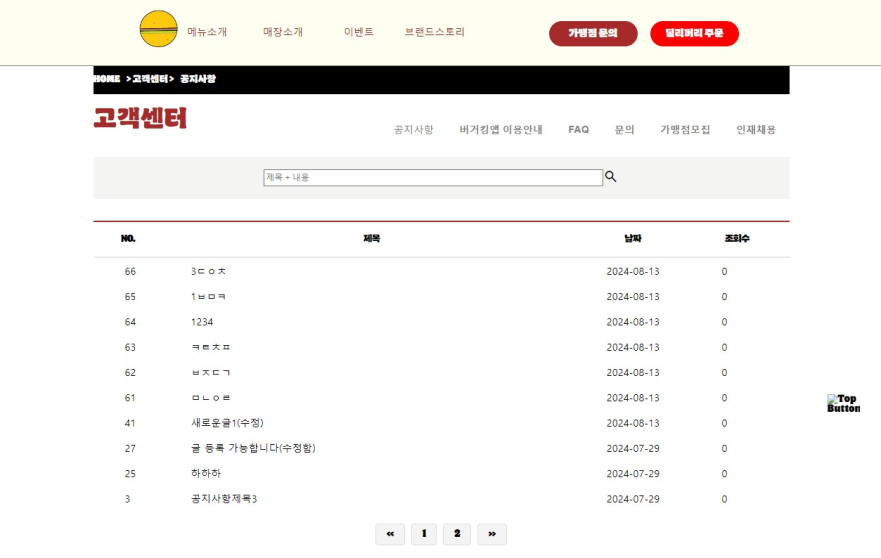 메뉴소개 매장소개 이벤트 브랜드스토리 가맹점 문의 딜리버리 주문
HOME >고객센터> 공지사항
고객센터
공지사항 버거킹앱 이용안내 FAQ 문의 가맹점모집 인재채용
제목 + 내용
NO. 제목 날짜 조회수
66 3ㄷㅇㅊ 2024-08-13 0
65 1ㅂㅁㅋ 2024-08-13 0
64 1234 2024-08-13 0
63 ㅋㅌㅊㅍ 2024-08-13 0
62 ㅂㅈㄷㄱ 2024-08-13 0
61 ㅁㄴㅇㄹ 2024-08-13 0
Top
Button
41 새로운글1(수정) 2024-08-13 0
27 글 등록 가능합니다(수정함) 2024-07-29 0
25 하하하 2024-07-29 0
3 공지사항제목3 2024-07-29 0
« 1 2 »